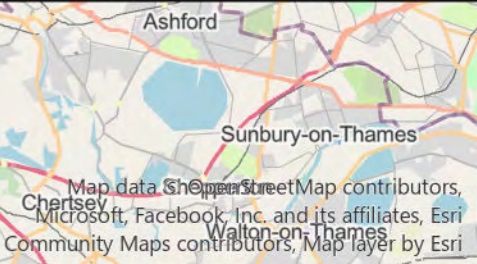 Ashford
Sunbury-on-Thames
Shepperton
Map data © OpenStreetMap contributors,
Chertsey
Microsoft, Facebook, Inc. and its affiliates, Esri
Walton-on-Thames
Community Maps contributors, Map layer by Esri